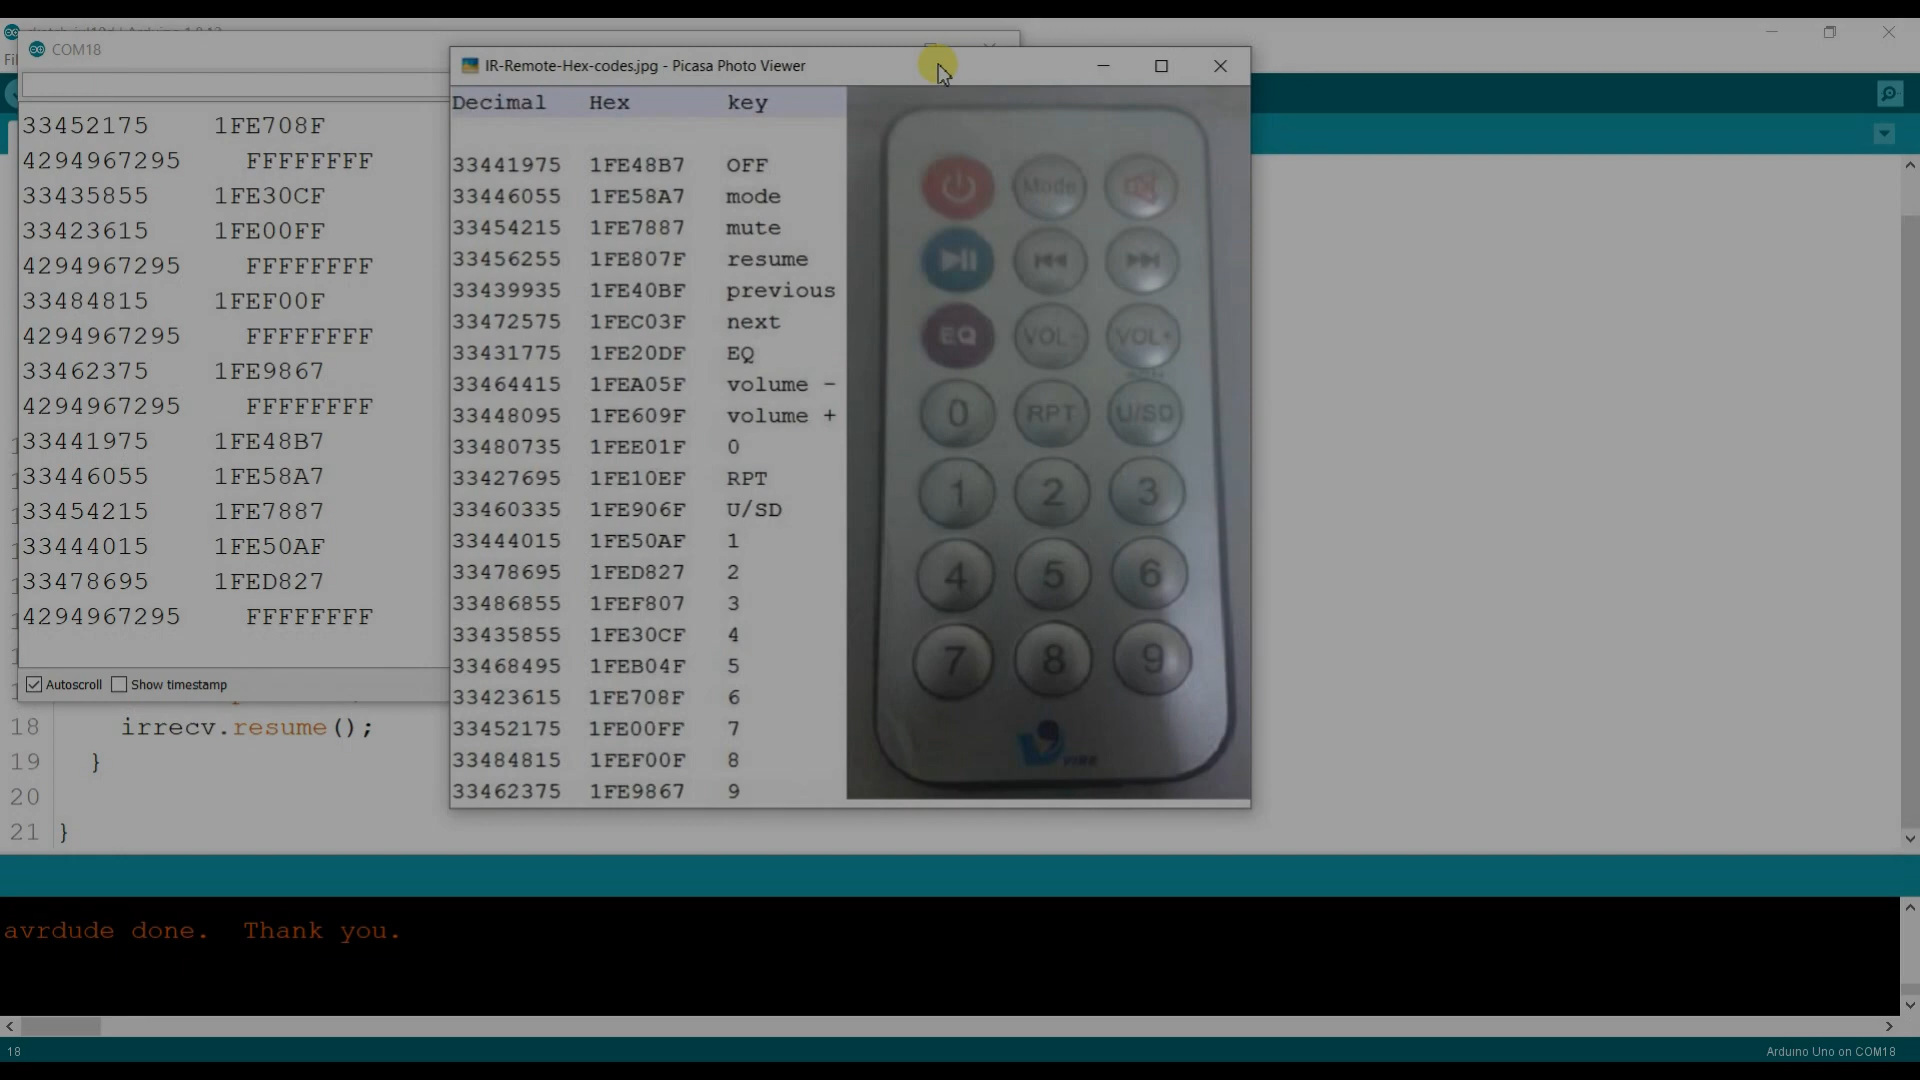 COM18
33452175 1FE708F
4294967295 FFFFFFFF
33435855 1FE30CF
33423615 1FE00FF
4294967295 FFFFFFFF
33484815 1FEF00F
4294967295 FFFFFFFF
33462375 1FE9867
4294967295 FFFFFFFF
33441975 1FE48B7
33446055 1FE58A7
33454215 1FE7887
33444015 1FE50AF
33478695 1FED827
4294967295 FFFFFFFF
Autoscroll Show timestamp
18 irrecv.resume();
19 }
20
21 }
IR-Remote-Hex-codes.jpg - Picasa Photo Viewer
Decimal Hex key
33441975 1FE48B7 OFF
33446055 1FE58A7 mode
33454215 1FE7887 mute
33456255 1FE807F resume
33439935 1FE40BF previous
33472575 1FEC03F next
33431775 1FE20DF EQ
33464415 1FEA05F volume -
33448095 1FE609F volume +
33480735 1FEE01F 0
33427695 1FE10EF RPT
33460335 1FE906F U/SD
33444015 1FE50AF 1
33478695 1FED827 2
33486855 1FEF807 3
33435855 1FE30CF 4
33468495 1FEB04F 5
33423615 1FE708F 6
33452175 1FE00FF 7
33484815 1FEF00F 8
33462375 1FE9867 9
Mode
EQ VOL- VOL+
0 RPT U/SD
1 2 3
4 5 6
7 8 9
avrdude done. Thank you.
18
Arduino Uno on COM18